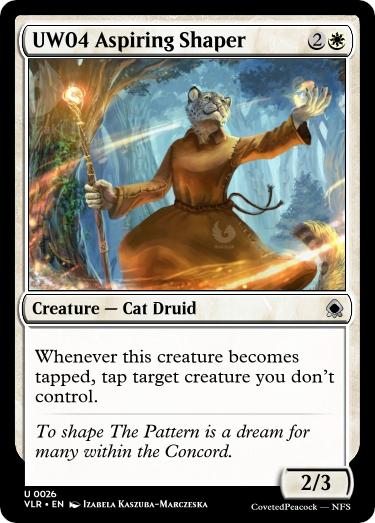 UW04 Aspiring Shaper 2
Creature — Cat Druid
Whenever this creature becomes
tapped, tap target creature you don't
control.
To shape The Pattern is a dream for
many within the Concord.
2/3
U 0026
VLR • EN Izabela Kaszuba-Marczeska
CovetedPeacock — NFS